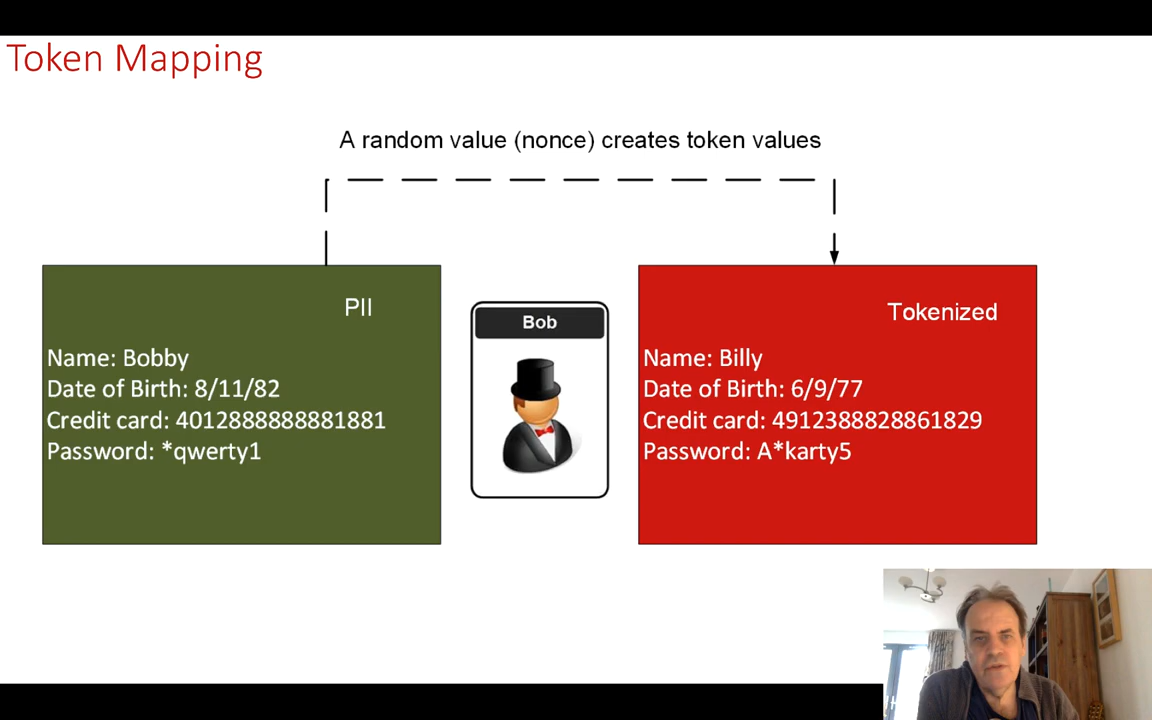 Token Mapping
A random value (nonce) creates token values
PII
Name: Bobby
Date of Birth: 8/11/82
Credit card: 4012888888881881
Password: *qwerty1
Bob
Tokenized
Name: Billy
Date of Birth: 6/9/77
Credit card: 4912388828861829
Password: A*karty5